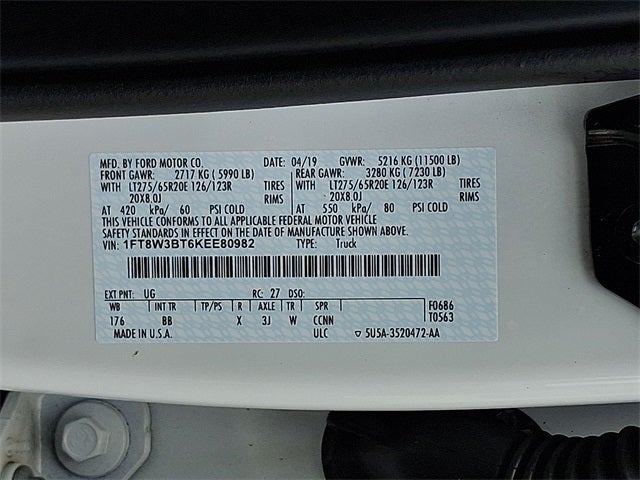 MFD. BY FORD MOTOR CO. DATE: 04/19 GVWR: 5216 KG (11500 LB)
FRONT GAWR: 2717 KG (5990 LB) REAR GAWR: 3280 KG (7230 LB)
WITH LT275/65R20E 126/123R TIRES WITH LT275/65R20E 126/123R TIRES
20X8.0J RIMS 20X8.0J RIMS
AT 420 kPa/ 60 PSI COLD AT 550 kPa/ 80 PSI COLD
THIS VEHICLE CONFORMS TO ALL APPLICABLE FEDERAL MOTOR VEHICLE
SAFETY STANDARDS IN EFFECT ON THE DATE OF MANUFACTURE SHOWN ABOVE.
VIN: 1FT8W3BT6KEE80982 TYPE: Truck
EXT PNT: UG RC: 27 DSO:
WB INT TR TP/PS R AXLE TR SPR F0686
176 BB X 3J W CCNN T0563
MADE IN U.S.A. ULC ▽ 5U5A-3520472-AA